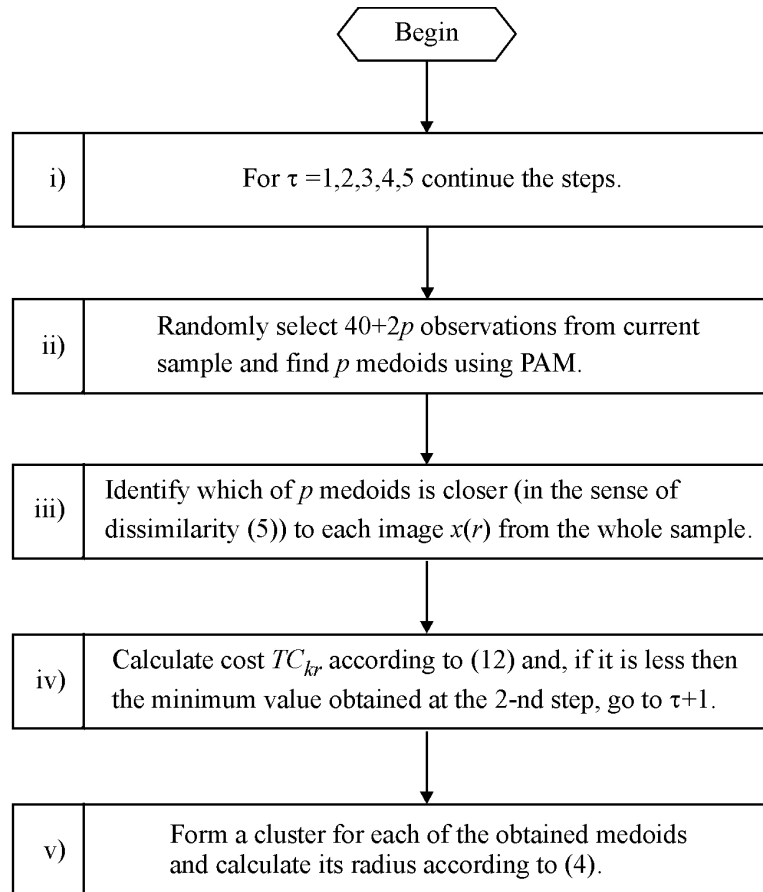 Begin
i)
For τ =1,2,3,4,5 continue the steps.
ii)
Randomly select 40+2p observations from current
sample and find p medoids using PAM.
iii)
Identify which of p medoids is closer (in the sense of
dissimilarity (5)) to each image x(r) from the whole sample.
iv)
Calculate cost TC_kr according to (12) and, if it is less then
the minimum value obtained at the 2-nd step, go to τ+1.
v)
Form a cluster for each of the obtained medoids
and calculate its radius according to (4).